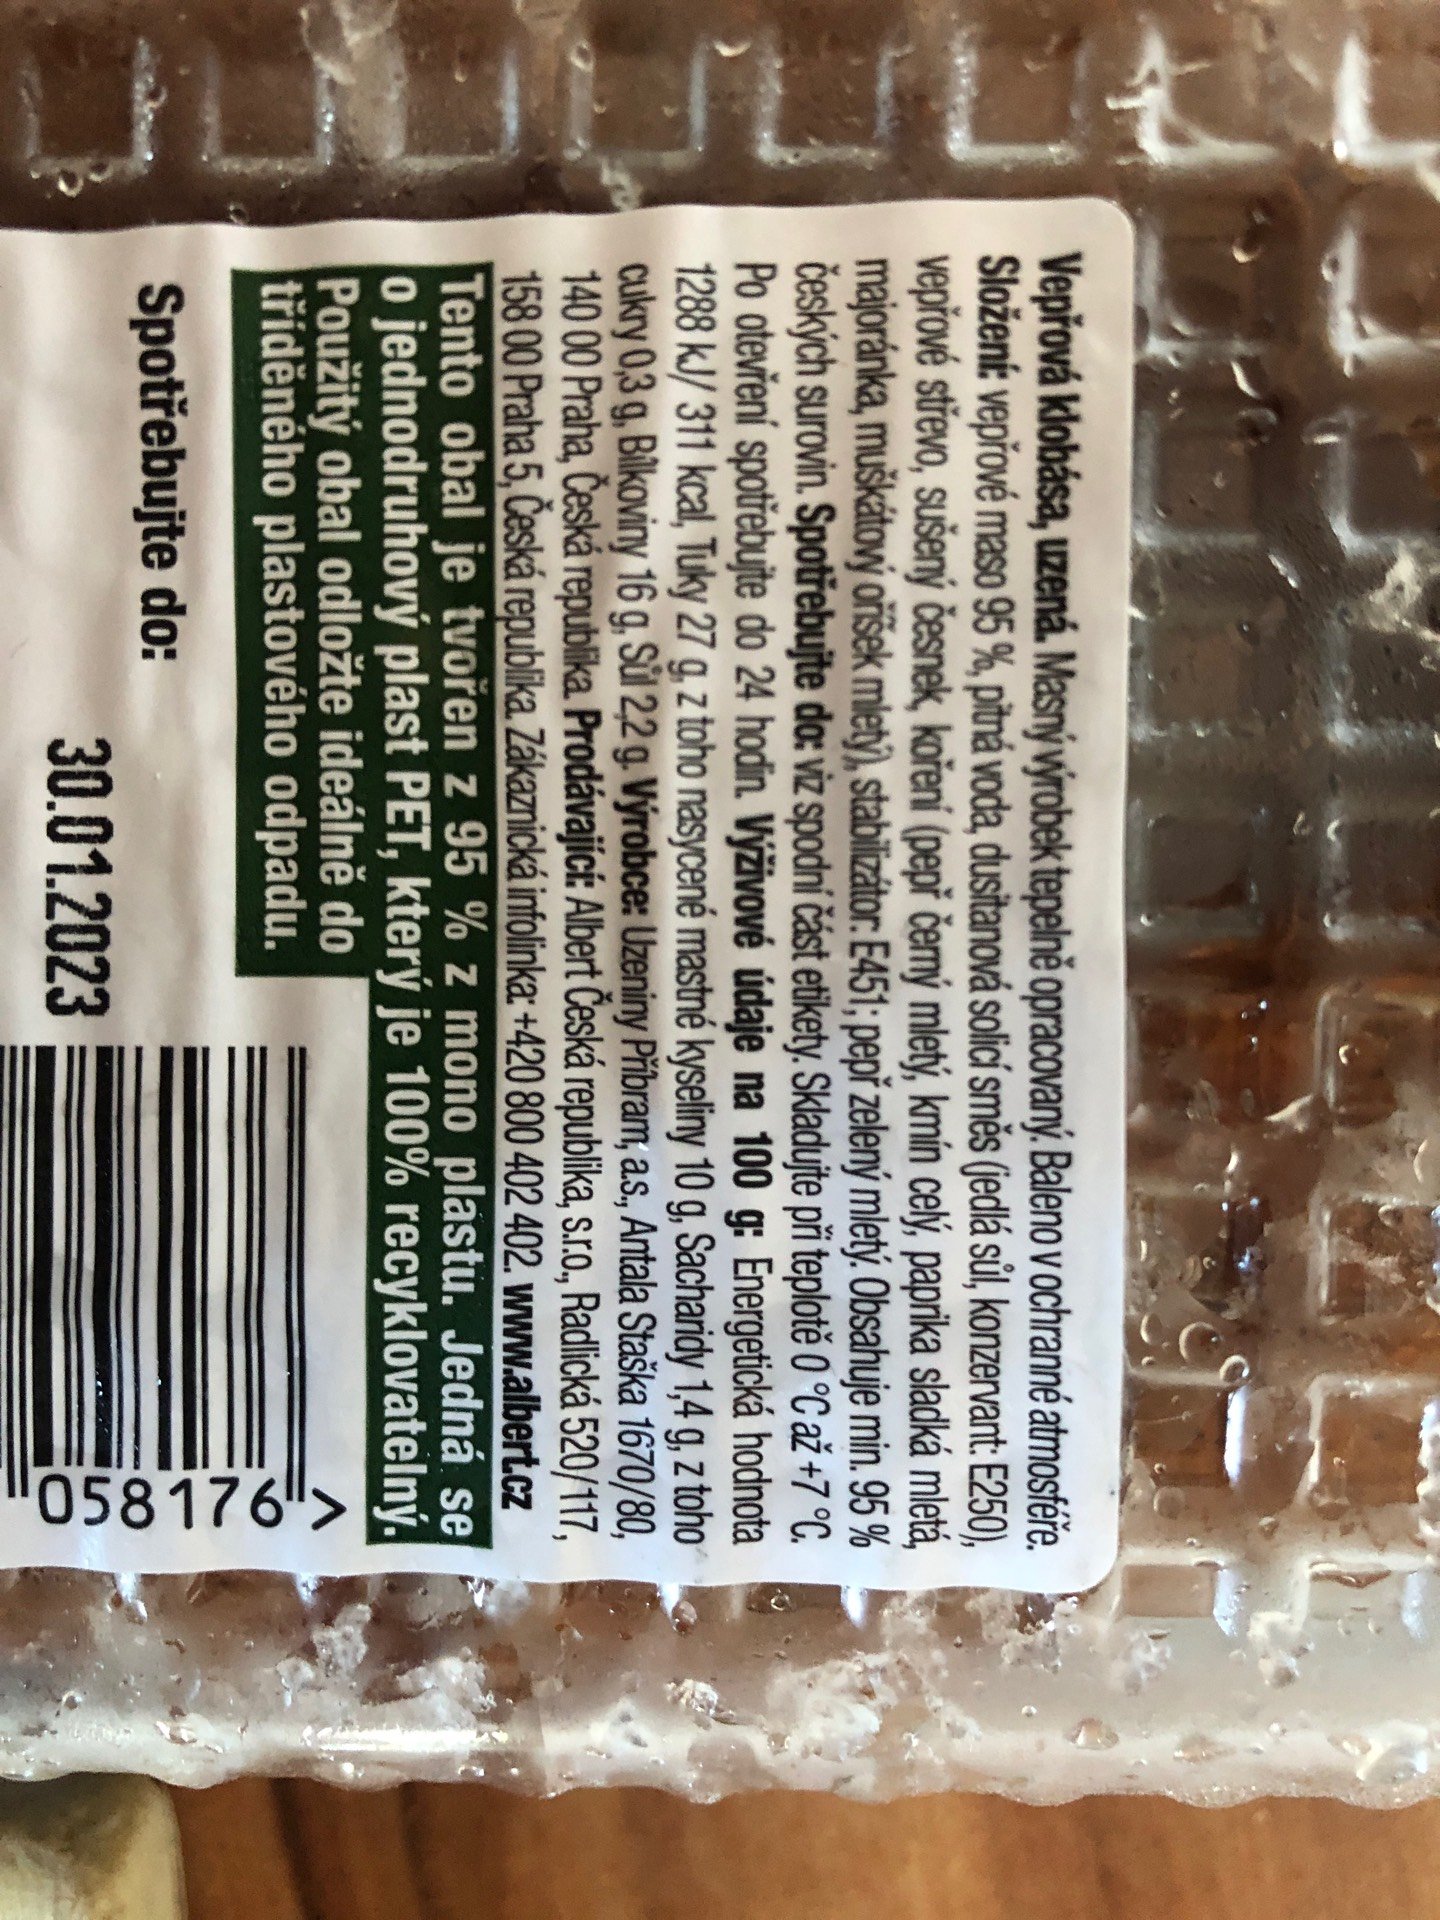 Vepřová klobása, uzená. Masný výrobek tepelně opracovaný. Baleno v ochranné atmosféře.
Složení: vepřové maso 95 %, pitná voda, dusitanová solicí směs (jedlá sůl, konzervant: E250),
vepřové střevo, sušený česnek, koření (pepř černý mletý, kmín celý, paprika sladká mletá,
majoránka, muškátový oříšek mletý), stabilizátor: E451; pepř zelený mletý. Obsahuje min. 95 %
českých surovin. Spotřebujte do: viz spodní část etikety. Skladujte při teplotě 0 °C až +7 °C.
Po otevření spotřebujte do 24 hodin. Výživové údaje na 100 g: Energetická hodnota
1288 kJ/ 311 kcal, Tuky 27 g, z toho nasycené mastné kyseliny 10 g, Sacharidy 1,4 g, z toho
cukry 0,3 g, Bílkoviny 16 g, Sůl 2,2 g. Výrobce: Uzeniny Příbram, a.s., Antala Staška 1670/80,
140 00 Praha, Česká republika. Prodávající: Albert Česká republika, s.r.o., Radlická 520/117,
158 00 Praha 5, Česká republika. Zákaznická infolinka: +420 800 402 402. www.albert.cz
Tento obal je tvořen z 95 % z mono plastu. Jedná se
o jednodruhový plast PET, který je 100% recyklovatelný.
Použitý obal odložte ideálně do
tříděného plastového odpadu.
Spotřebujte do:
30.01.2023
058176>